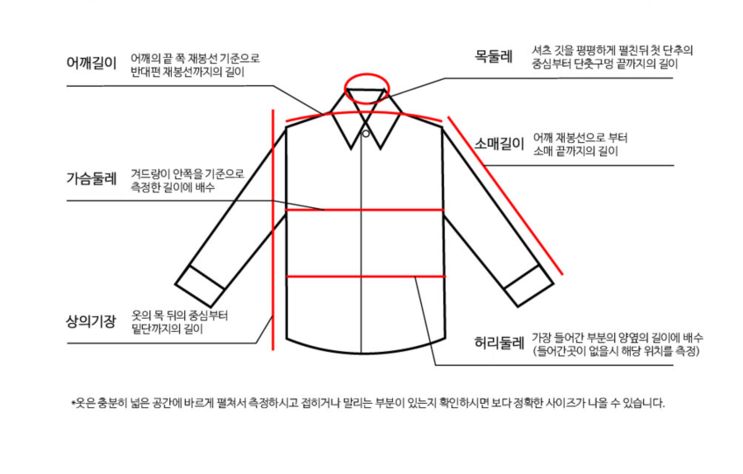 어깨길이
어깨의 끝 쪽 재봉선 기준으로
반대편 재봉선까지의 길이
목둘레
셔츠 깃을 평평하게 펼친뒤 첫 단추의
중심부터 단춧구멍 끝까지의 길이
소매길이
어깨 재봉선으로 부터
소매 끝까지의 길이
가슴둘레
겨드랑이 안쪽을 기준으로
측정한 길이에 배수
상의기장
옷의 목 뒤의 중심부터
밑단까지의 길이
허리둘레
가장 들어간 부분의 양옆의 길이에 배수
(들어간곳이 없을시 해당 위치를 측정)
*옷은 충분히 넓은 공간에 바르게 펼쳐서 측정하시고 접히거나 말리는 부분이 있는지 확인하시면 보다 정확한 사이즈가 나올 수 있습니다.